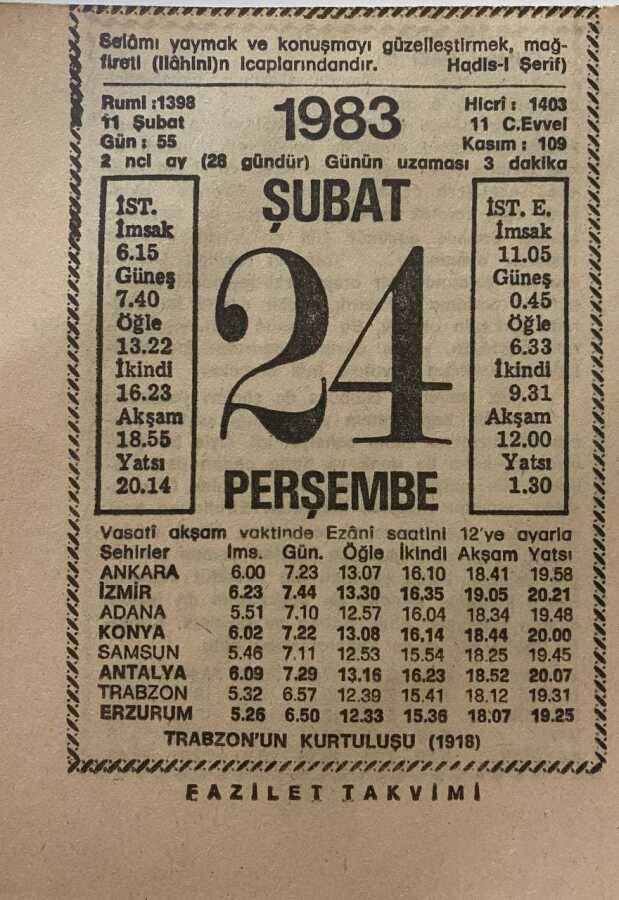 Selâmı yaymak ve konuşmayı güzelleştirmek, mağ-
fireti (ilâhini)n icaplarındandır. Hadis-i Şerif)
Rumi :1398 1983 Hicri : 1403
11 Şubat 11 C.Evvel
Gün : 55 Kasım : 109
2 nci ay (28 gündür) Günün uzaması 3 dakika
ŞUBAT
24
PERŞEMBE
İST.
İmsak
6.15
Güneş
7.40
Öğle
13.22
İkindi
16.23
Akşam
18.55
Yatsı
20.14
İST. E.
İmsak
11.05
Güneş
0.45
Öğle
6.33
İkindi
9.31
Akşam
12.00
Yatsı
1.30
Vasatî akşam vaktinde Ezânî saatini 12'ye ayarla
Şehirler İms. Gün. Öğle İkindi Akşam Yatsı
ANKARA 6.00 7.23 13.07 16.10 18.41 19.58
İZMİR 6.23 7.44 13.30 16,35 19.05 20.21
ADANA 5.51 7.10 12.57 16.04 18.34 19.48
KONYA 6.02 7.22 13.08 16,14 18.44 20.00
SAMSUN 5.46 7.11 12.53 15.54 18.25 19.45
ANTALYA 6.09 7.29 13.16 16.23 18.52 20.07
TRABZON 5.32 6.57 12.39 15.41 18.12 19.31
ERZURUM 5.26 6.50 12.33 15.36 18.07 19.25
TRABZON'UN KURTULUŞU (1918)
FAZİLET TAKVİMİ